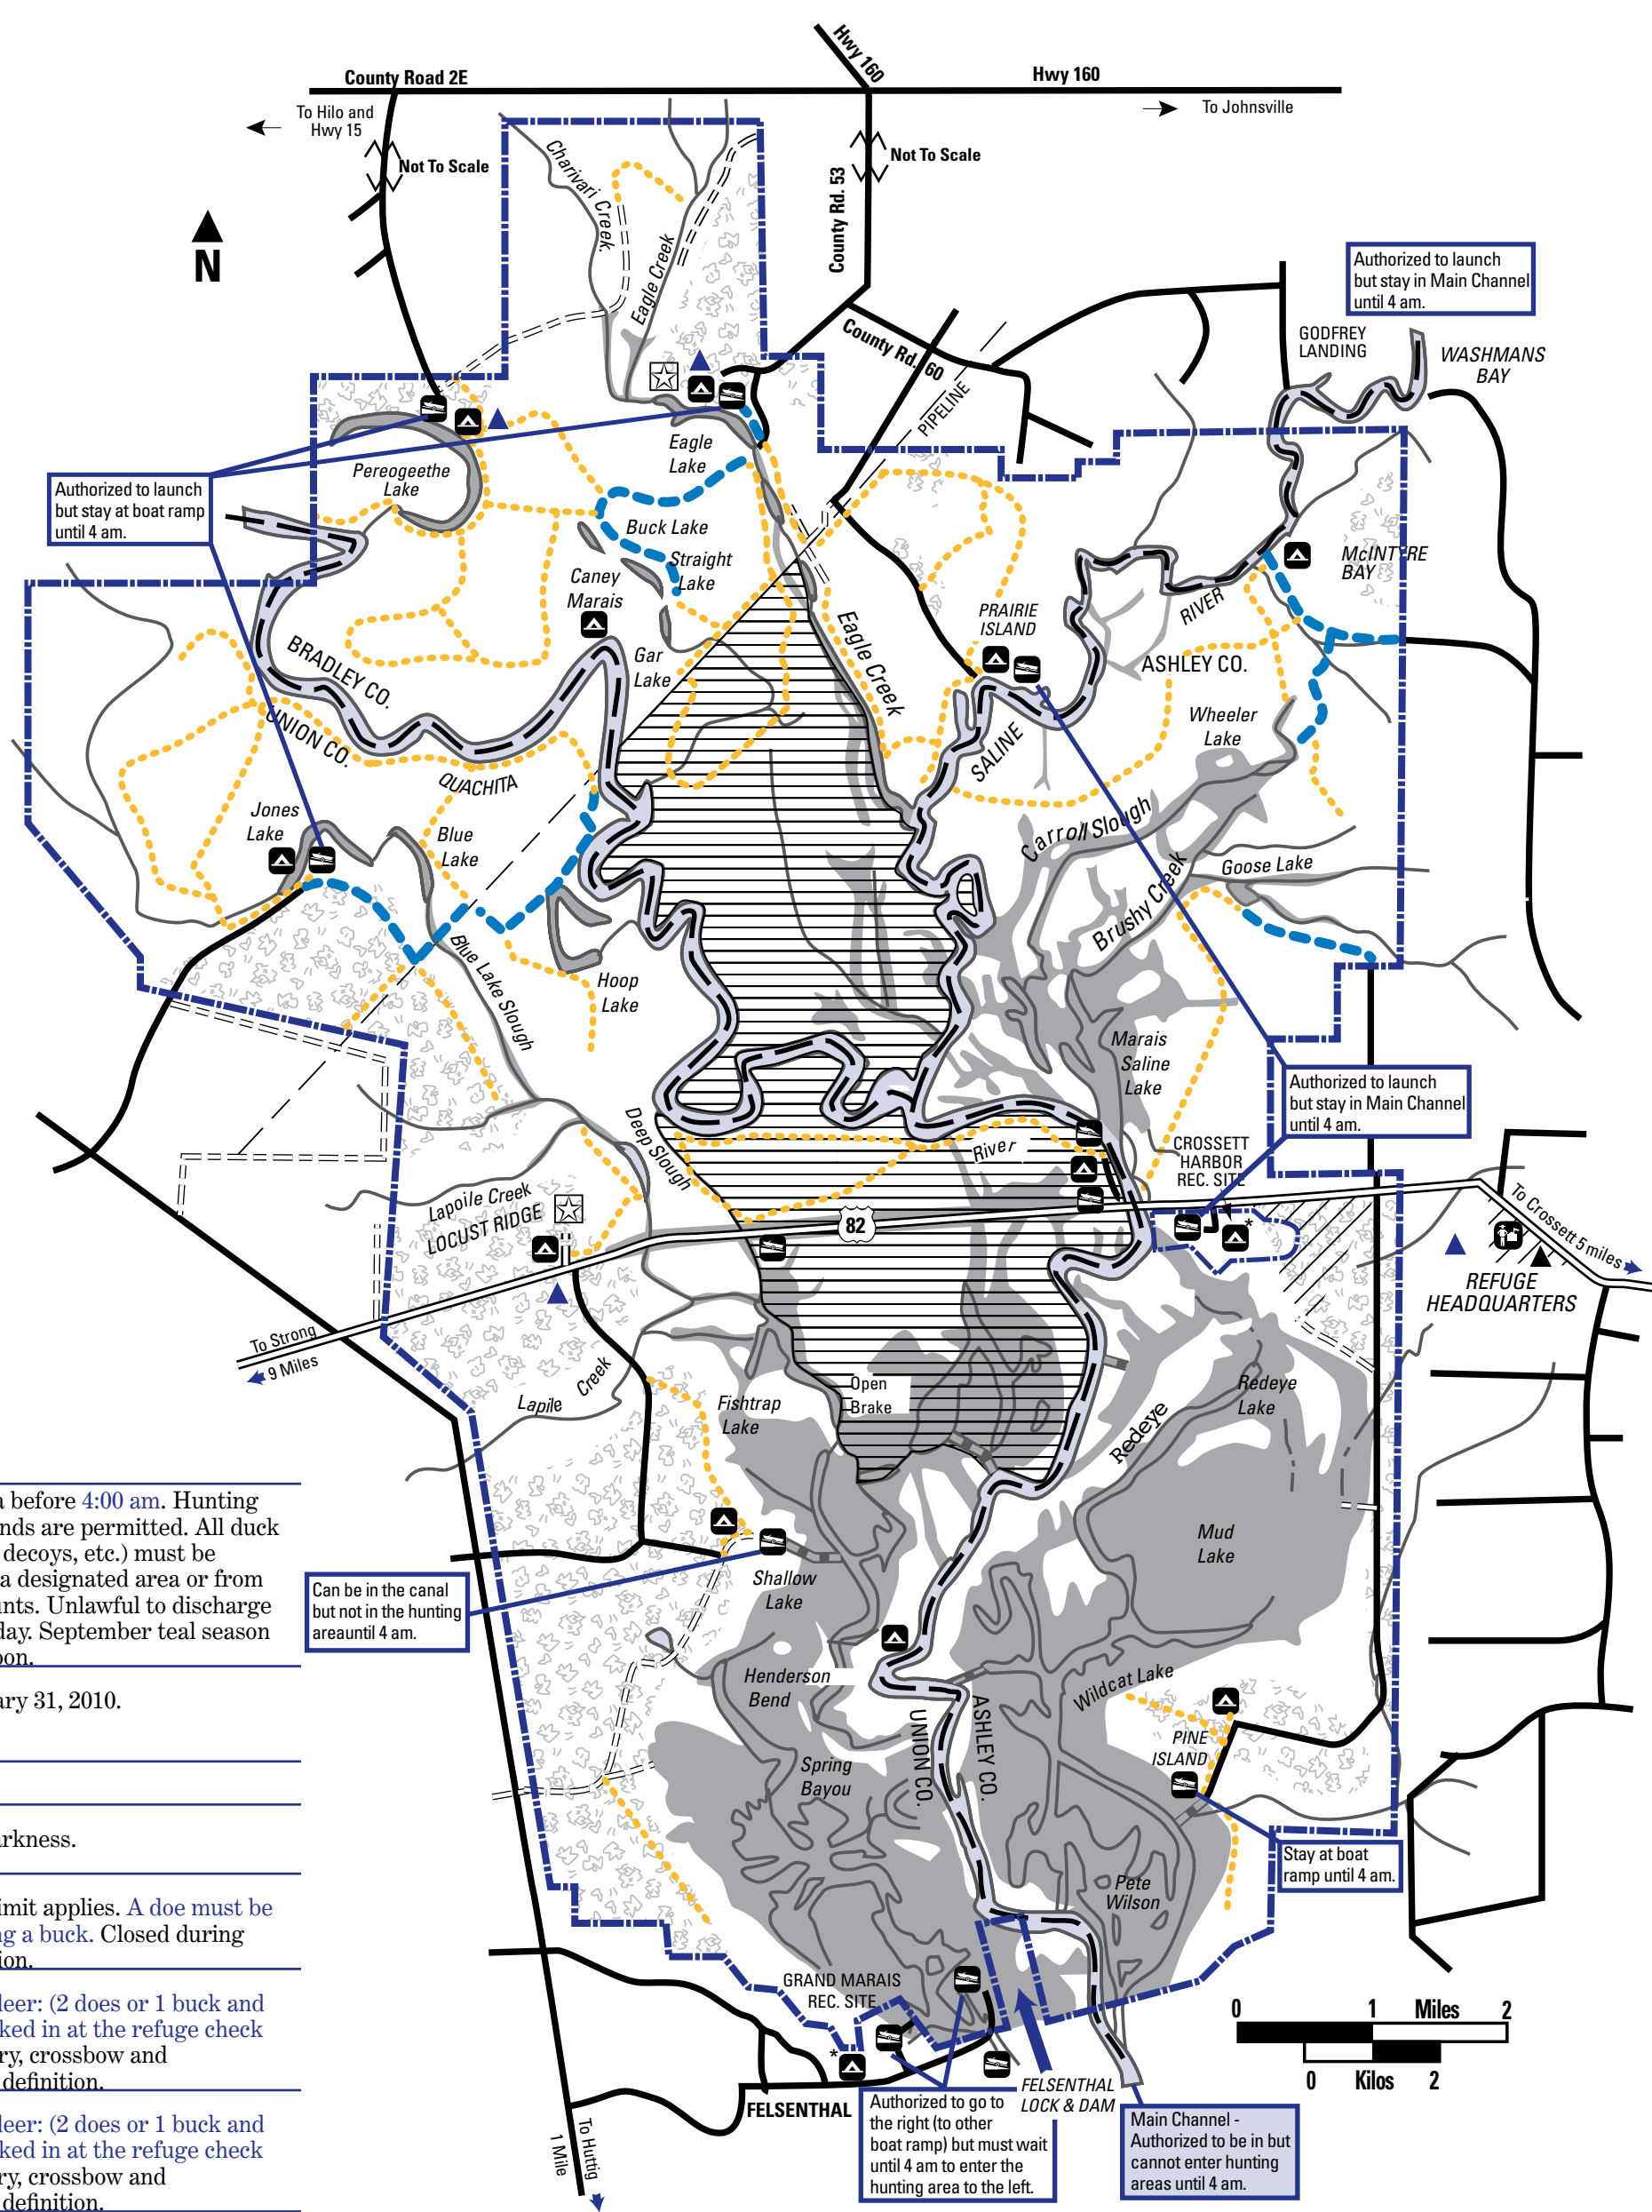 County Road 2E
Hwy 160
Hwy 160
To Hilo and
Hwy 15
To Johnsville
Not To Scale
Not To Scale
County Rd. 53
N
Charivari Creek
Eagle Creek
Authorized to launch
but stay in Main Channel
until 4 am.
GODFREY
LANDING
WASHMANS
BAY
County Rd. 60
PIPELINE
Eagle
Lake
Pereogeethe
Lake
Authorized to launch
but stay at boat ramp
until 4 am.
Buck Lake
Straight
Lake
Caney
Marais
McINTYRE
BAY
PRAIRIE
ISLAND
RIVER
ASHLEY CO.
Eagle Creek
BRADLEY CO.
Gar
Lake
UNION CO.
Wheeler
Lake
SALINE
OUACHITA
Jones
Lake
Blue
Lake
Carroll Slough
Goose Lake
Brushy Creek
Blue Lake Slough
Hoop
Lake
Marais
Saline
Lake
Authorized to launch
but stay in Main Channel
until 4 am.
Deep Slough
River
CROSSETT
HARBOR
REC. SITE
Lapoile Creek
LOCUST RIDGE
82
*
To Crossett 5 miles
REFUGE
HEADQUARTERS
To Strong
9 Miles
Lapile Creek
Open
Brake
Fishtrap
Lake
Redeye
Lake
Redeye
Mud
Lake
a before 4:00 am. Hunting
nds are permitted. All duck
decoys, etc.) must be
a designated area or from
unts. Unlawful to discharge
day. September teal season
oon.
Can be in the canal
but not in the hunting
areauntil 4 am.
Shallow
Lake
Henderson
Bend
Wildcat Lake
ary 31, 2010.
UNION CO.
ASHLEY CO.
PINE
ISLAND
Spring
Bayou
arkness.
Stay at boat
ramp until 4 am.
Pete
Wilson
imit applies. A doe must be
ng a buck. Closed during
ion.
GRAND MARAIS
REC. SITE
deer: (2 does or 1 buck and
ked in at the refuge check
ry, crossbow and
definition.
0 1 Miles 2
0 Kilos 2
*
FELSENTHAL
LOCK & DAM
FELSENTHAL
Authorized to go to
the right (to other
boat ramp) but must wait
until 4 am to enter the
hunting area to the left.
Main Channel -
Authorized to be in but
cannot enter hunting
areas until 4 am.
To Huttig
1 Mile
deer: (2 does or 1 buck and
ked in at the refuge check
ry, crossbow and
definition.